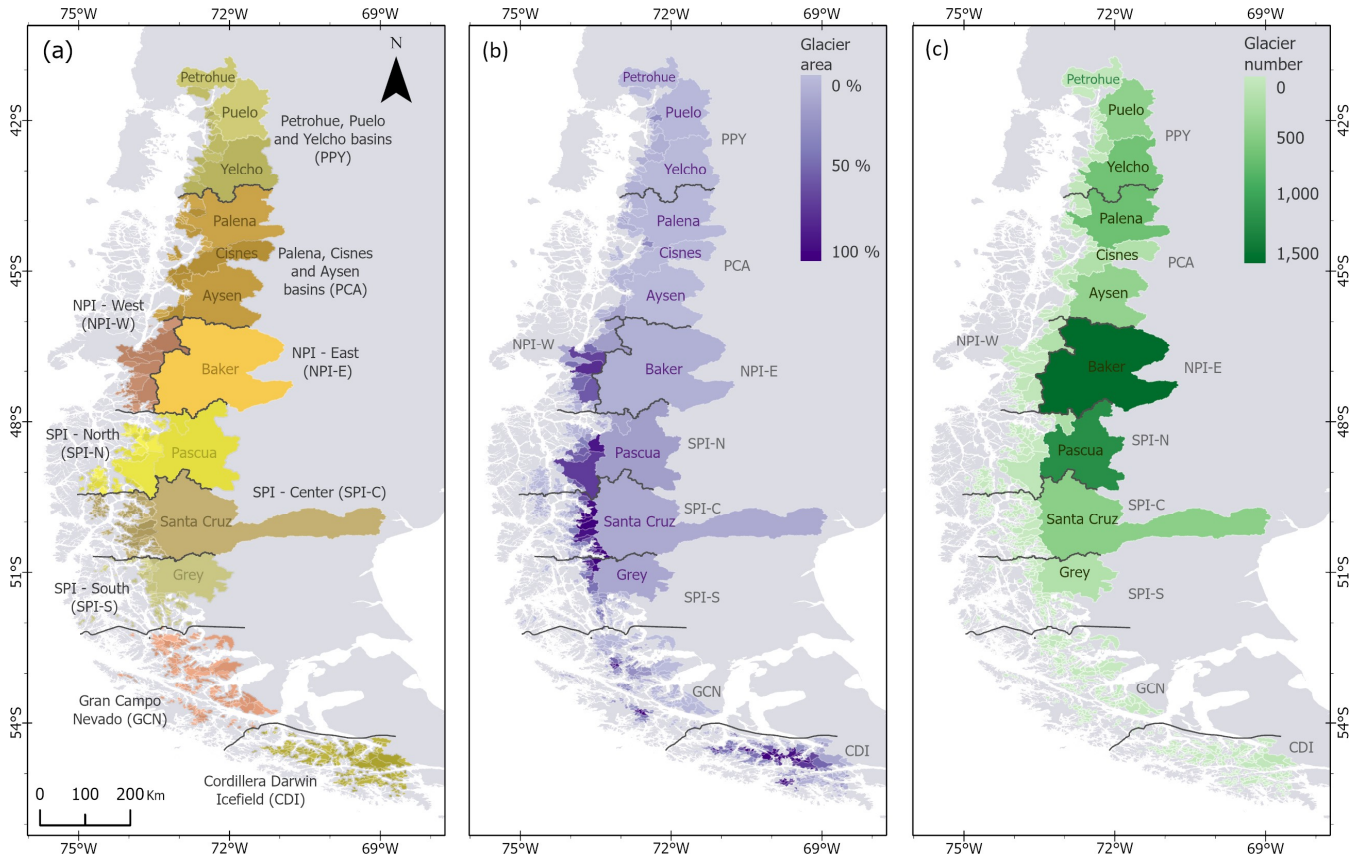 75°W 72°W 69°W
75°W 72°W 69°W
75°W 72°W 69°W
42°S
45°S
48°S
51°S
54°S
(a)
N
Petrohue
Puelo
Petrohue, Puelo
and Yelcho basins
(PPY)
Yelcho
Palena
Cisnes
Palena, Cisnes
and Aysen
basins (PCA)
Aysen
NPI - West
(NPI-W)
NPI - East
(NPI-E)
Baker
SPI - North
(SPI-N)
Pascua
SPI - Center (SPI-C)
Santa Cruz
Grey
SPI - South
(SPI-S)
Gran Campo
Nevado (GCN)
Cordillera Darwin
Icefield (CDI)
0 100 200 Km
75°W 72°W 69°W
(b)
Glacier
area
0 %
50 %
100 %
Petrohue
Puelo
PPY
Yelcho
Palena
Cisnes
PCA
Aysen
NPI-W
Baker
NPI-E
SPI-N
Pascua
SPI-C
Santa Cruz
Grey
SPI-S
GCN
CDI
75°W 72°W 69°W
(c)
Glacier
number
0
500
1,000
1,500
Petrohue
Puelo
PPY
Yelcho
Palena
Cisnes
PCA
Aysen
NPI-W
Baker
NPI-E
SPI-N
Pascua
SPI-C
Santa Cruz
Grey
SPI-S
GCN
CDI
42°S
45°S
48°S
51°S
54°S
75°W 72°W 69°W